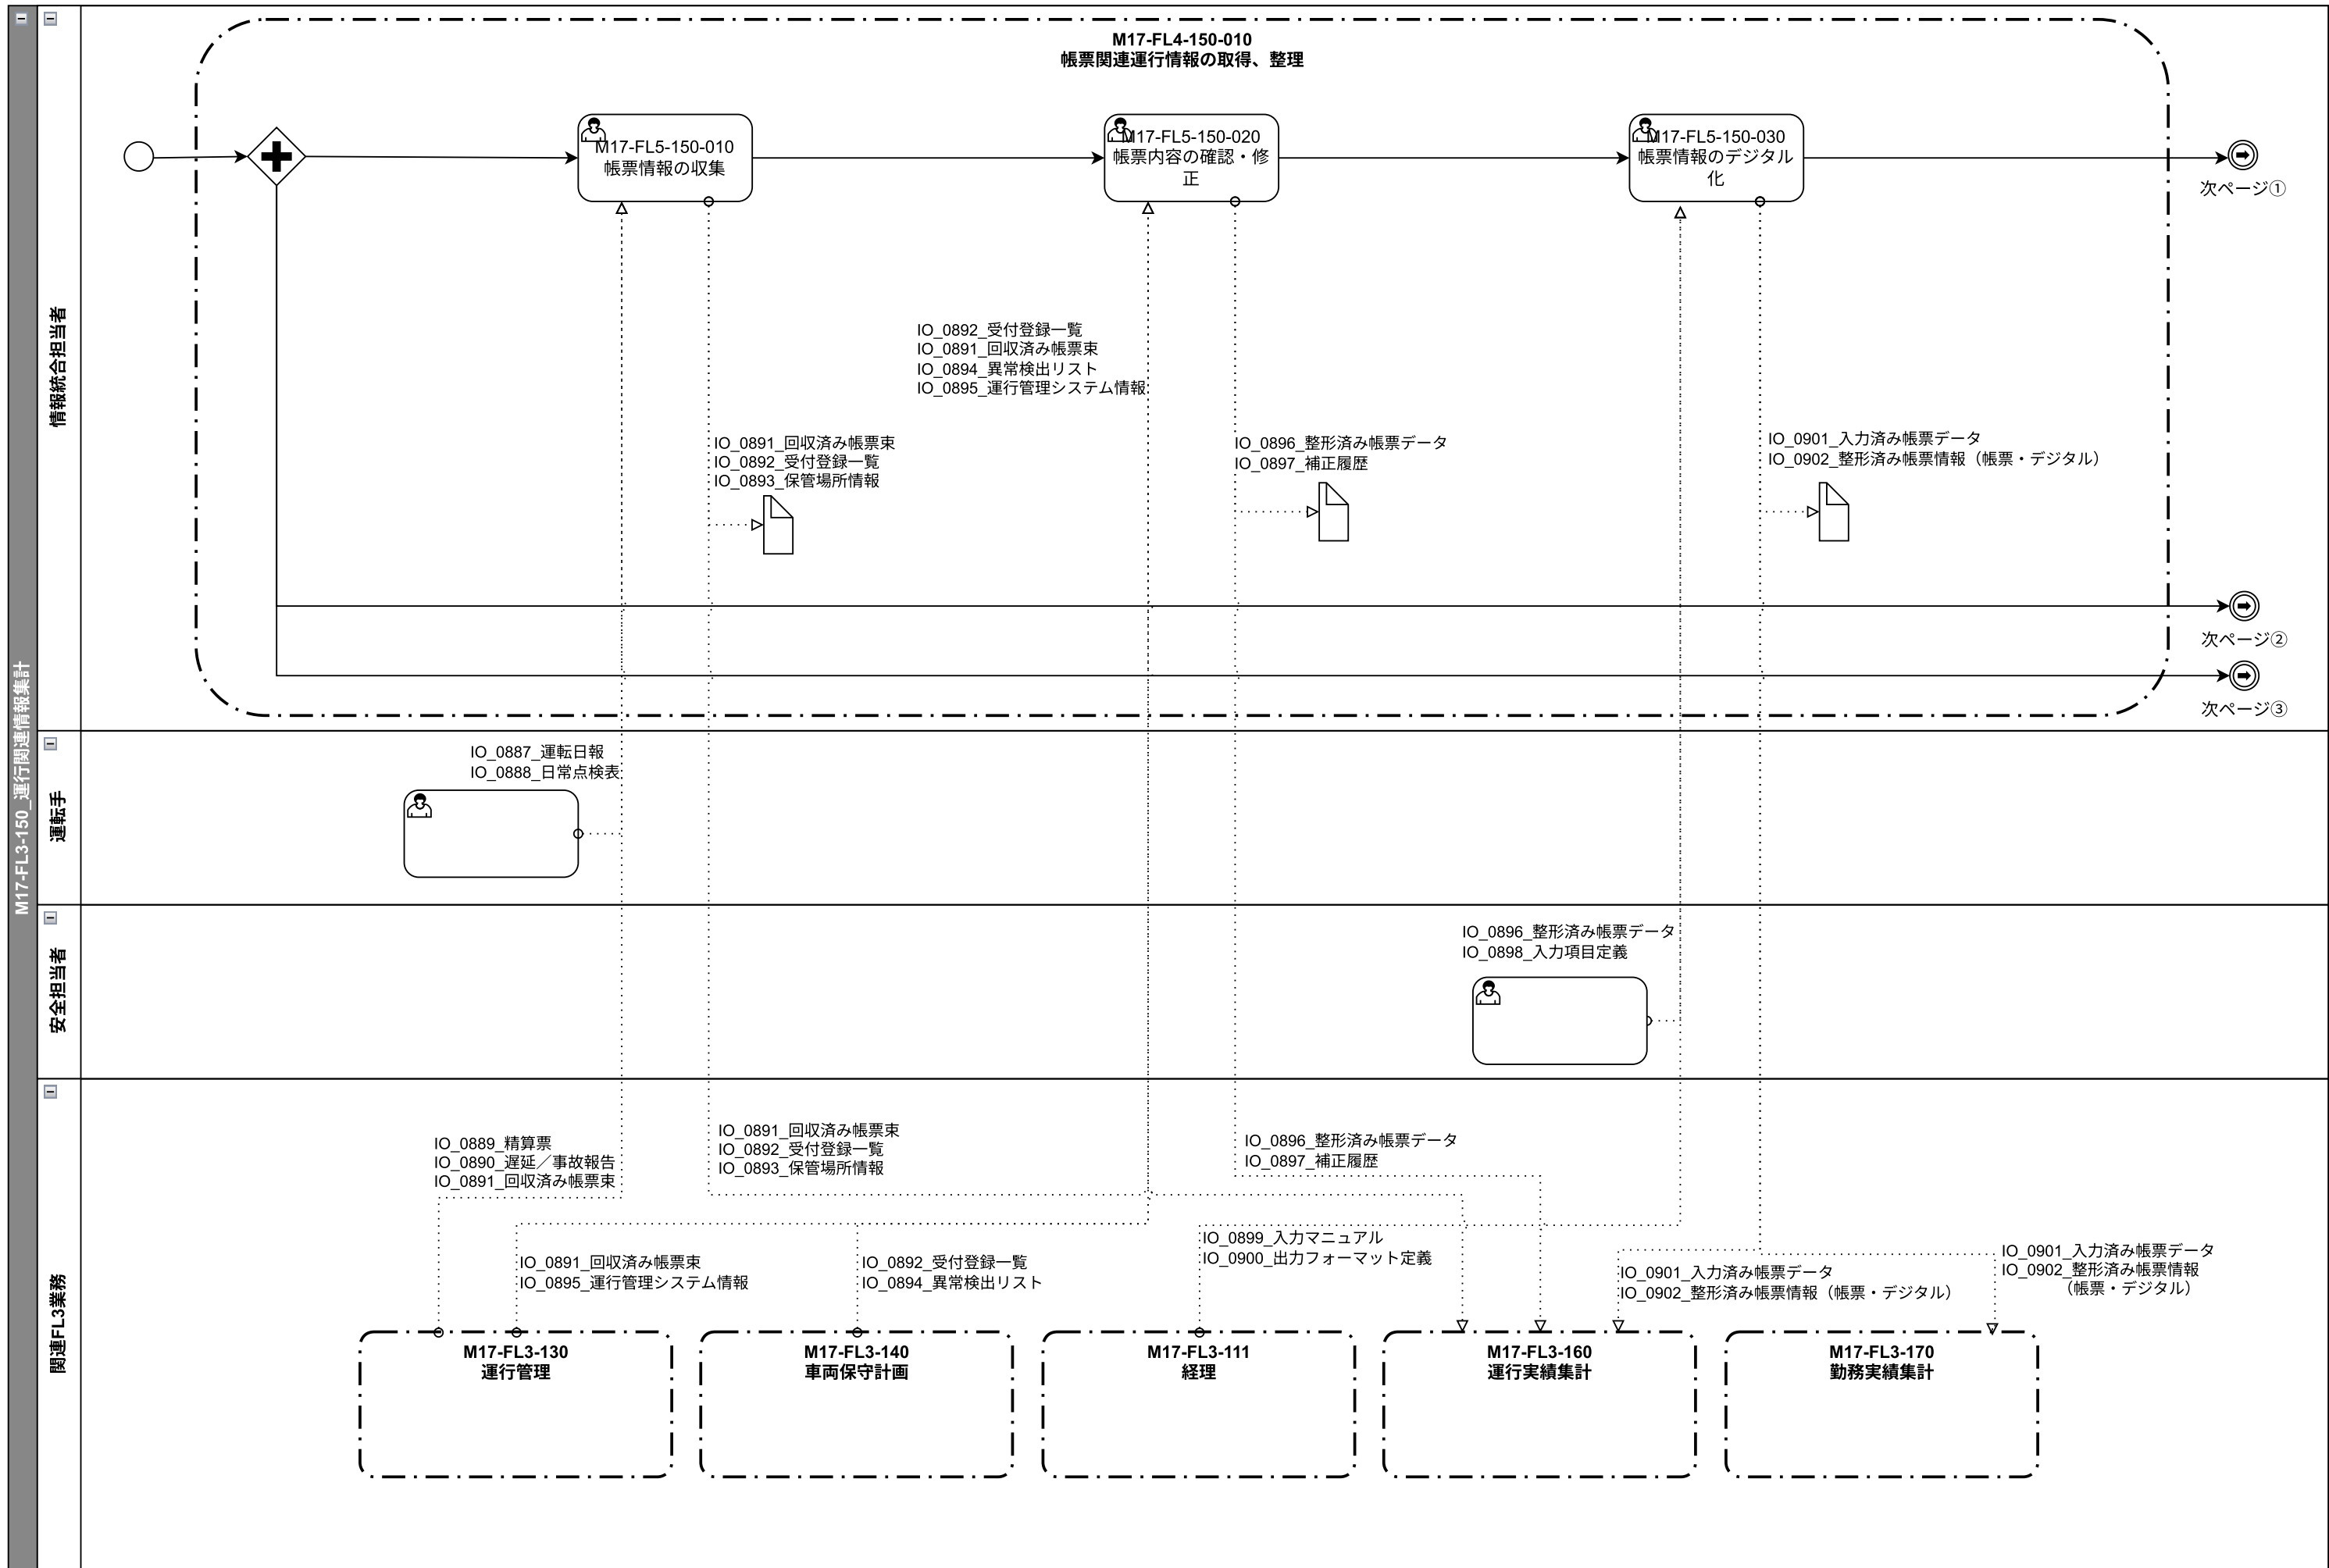 M17-FL3-150_運行関連情報集計
情報統合担当者
M17-FL4-150-010
帳票関連運行情報の取得、整理
M17-FL5-150-010
帳票情報の収集
M17-FL5-150-020
帳票内容の確認・修
正
M17-FL5-150-030
帳票情報のデジタル
化
次ページ①
IO_0892_受付登録一覧
IO_0891_回収済み帳票束
IO_0894_異常検出リスト
IO_0895_運行管理システム情報
IO_0891_回収済み帳票束
IO_0892_受付登録一覧
IO_0893_保管場所情報
IO_0896_整形済み帳票データ
IO_0897_補正履歴
IO_0901_入力済み帳票データ
IO_0902_整形済み帳票情報（帳票・デジタル）
次ページ②
次ページ③
運転手
IO_0887_運転日報
IO_0888_日常点検表
安全担当者
IO_0896_整形済み帳票データ
IO_0898_入力項目定義
関連FL3業務
IO_0889_精算票
IO_0890_遅延／事故報告
IO_0891_回収済み帳票束
IO_0891_回収済み帳票束
IO_0892_受付登録一覧
IO_0893_保管場所情報
IO_0896_整形済み帳票データ
IO_0897_補正履歴
IO_0891_回収済み帳票束
IO_0895_運行管理システム情報
IO_0892_受付登録一覧
IO_0894_異常検出リスト
IO_0899_入力マニュアル
IO_0900_出力フォーマット定義
IO_0901_入力済み帳票データ
IO_0902_整形済み帳票情報（帳票・デジタル）
IO_0901_入力済み帳票データ
IO_0902_整形済み帳票情報
（帳票・デジタル）
M17-FL3-130
運行管理
M17-FL3-140
車両保守計画
M17-FL3-111
経理
M17-FL3-160
運行実績集計
M17-FL3-170
勤務実績集計